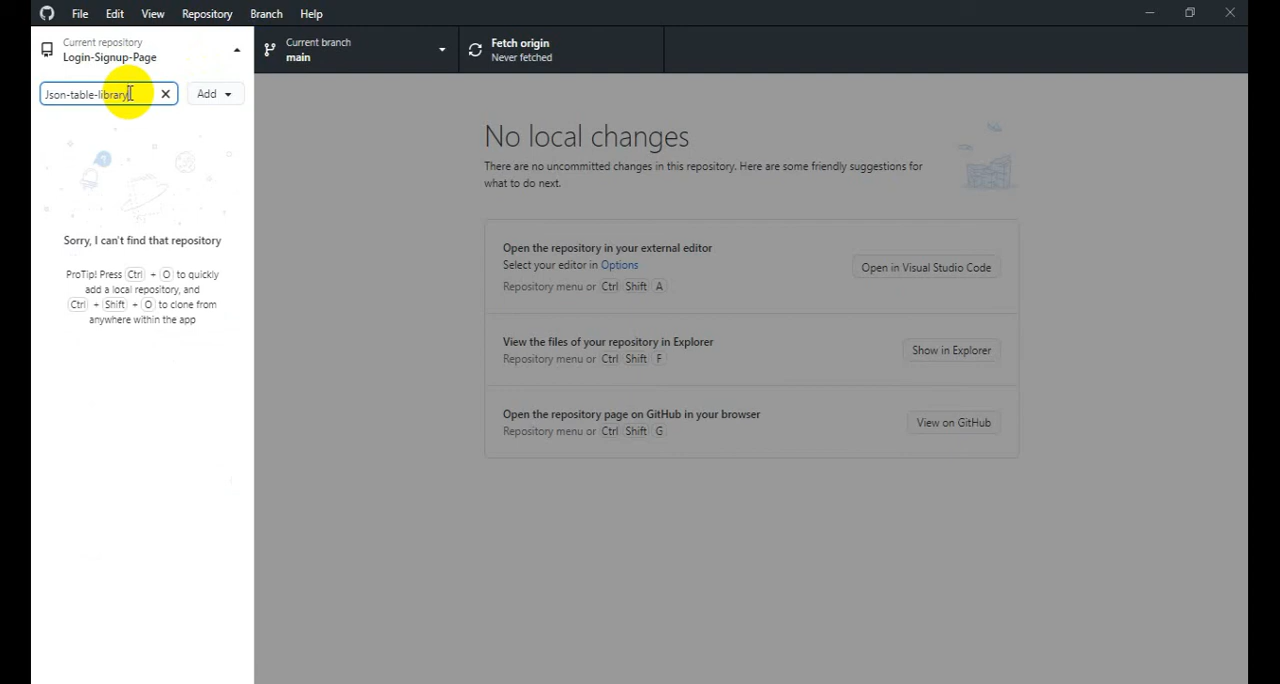 File Edit View Repository Branch Help
Current repository
Login-Signup-Page
Current branch
main
Fetch origin
Never fetched
Json-table-library
Add
Sorry, I can't find that repository
ProTip! Press Ctrl + O to quickly
add a local repository, and
Ctrl + Shift + O to clone from
anywhere within the app
No local changes
There are no uncommitted changes in this repository. Here are some friendly suggestions for
what to do next.
Open the repository in your external editor
Select your editor in Options
Repository menu or Ctrl Shift A
Open in Visual Studio Code
View the files of your repository in Explorer
Repository menu or Ctrl Shift F
Show in Explorer
Open the repository page on GitHub in your browser
Repository menu or Ctrl Shift G
View on GitHub